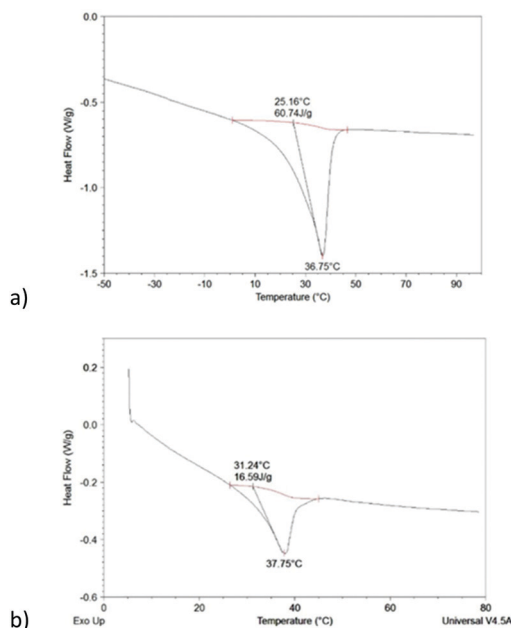 0.0
-0.5
-1.0
-1.5
Heat Flow (W/g)
25.16°C
60.74J/g
36.75°C
-50
-30
-10
10
30
50
70
90
Temperature (°C)
a)
0.2
0.0
-0.2
-0.4
-0.6
Heat Flow (W/g)
31.24°C
16.59J/g
37.75°C
0
20
40
60
80
Exo Up
Temperature (°C)
Universal V4.5A
b)